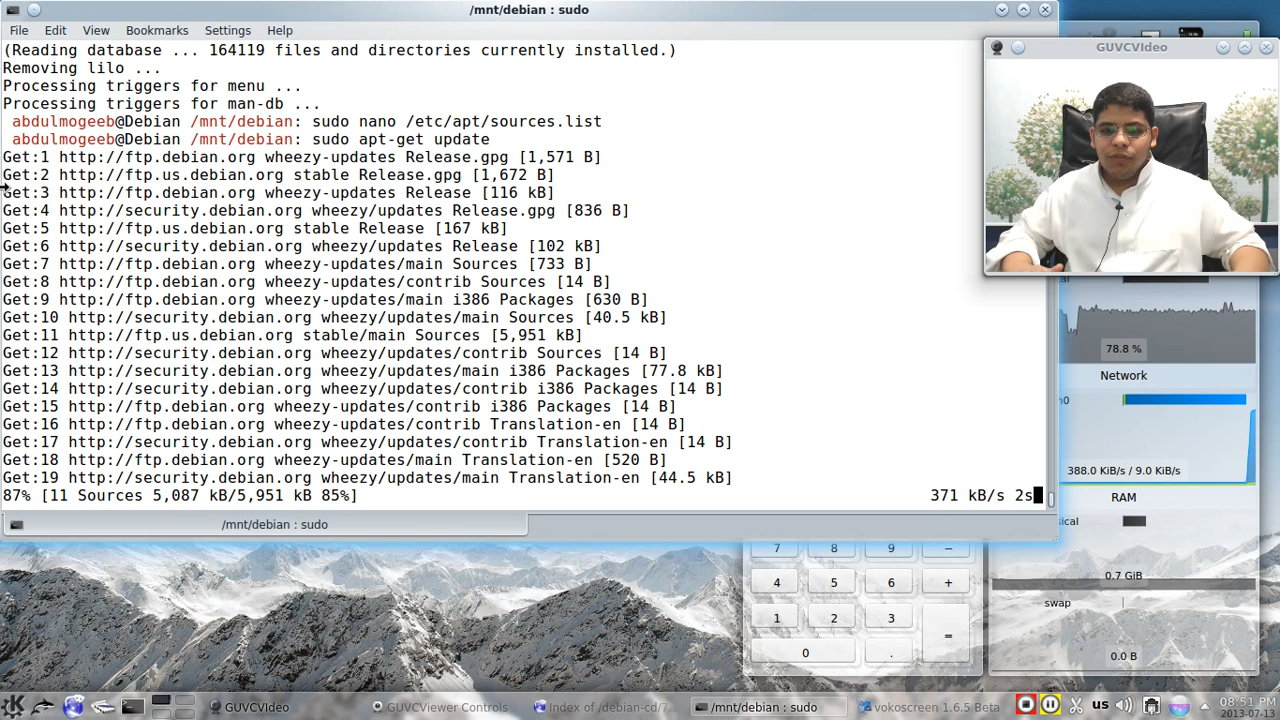 /mnt/debian : sudo
File Edit View Bookmarks Settings Help
(Reading database ... 164119 files and directories currently installed.)
Removing lilo ...
Processing triggers for menu ...
Processing triggers for man-db ...
abdulmogeeb@Debian /mnt/debian: sudo nano /etc/apt/sources.list
abdulmogeeb@Debian /mnt/debian: sudo apt-get update
Get:1 http://ftp.debian.org wheezy-updates Release.gpg [1,571 B]
Get:2 http://ftp.us.debian.org stable Release.gpg [1,672 B]
Get:3 http://ftp.debian.org wheezy-updates Release [116 kB]
Get:4 http://security.debian.org wheezy/updates Release.gpg [836 B]
Get:5 http://ftp.us.debian.org stable Release [167 kB]
Get:6 http://security.debian.org wheezy/updates Release [102 kB]
Get:7 http://ftp.debian.org wheezy-updates/main Sources [733 B]
Get:8 http://ftp.debian.org wheezy-updates/contrib Sources [14 B]
Get:9 http://ftp.debian.org wheezy-updates/main i386 Packages [630 B]
Get:10 http://security.debian.org wheezy/updates/main Sources [40.5 kB]
Get:11 http://ftp.us.debian.org stable/main Sources [5,951 kB]
Get:12 http://security.debian.org wheezy/updates/contrib Sources [14 B]
Get:13 http://security.debian.org wheezy/updates/main i386 Packages [77.8 kB]
Get:14 http://security.debian.org wheezy/updates/contrib i386 Packages [14 B]
Get:15 http://ftp.debian.org wheezy-updates/contrib i386 Packages [14 B]
Get:16 http://ftp.debian.org wheezy-updates/contrib Translation-en [14 B]
Get:17 http://security.debian.org wheezy/updates/contrib Translation-en [14 B]
Get:18 http://ftp.debian.org wheezy-updates/main Translation-en [520 B]
Get:19 http://security.debian.org wheezy/updates/main Translation-en [44.5 kB]
87% [11 Sources 5,087 kB/5,951 kB 85%] 371 kB/s 2s
/mnt/debian : sudo
GUVCVideo
78.8 %
Network
388.0 KiB/s / 9.0 KiB/s
RAM
0.7 GiB
swap
0.0 B
7 8 9 −
4 5 6 +
1 2 3 =
0 .
GUVCVIdeo
GUVCViewer Controls
Index of /debian-cd/7.
/mnt/debian : sudo
vokoscreen 1.6.5 Beta
us
08:51 PM
2013-07-13